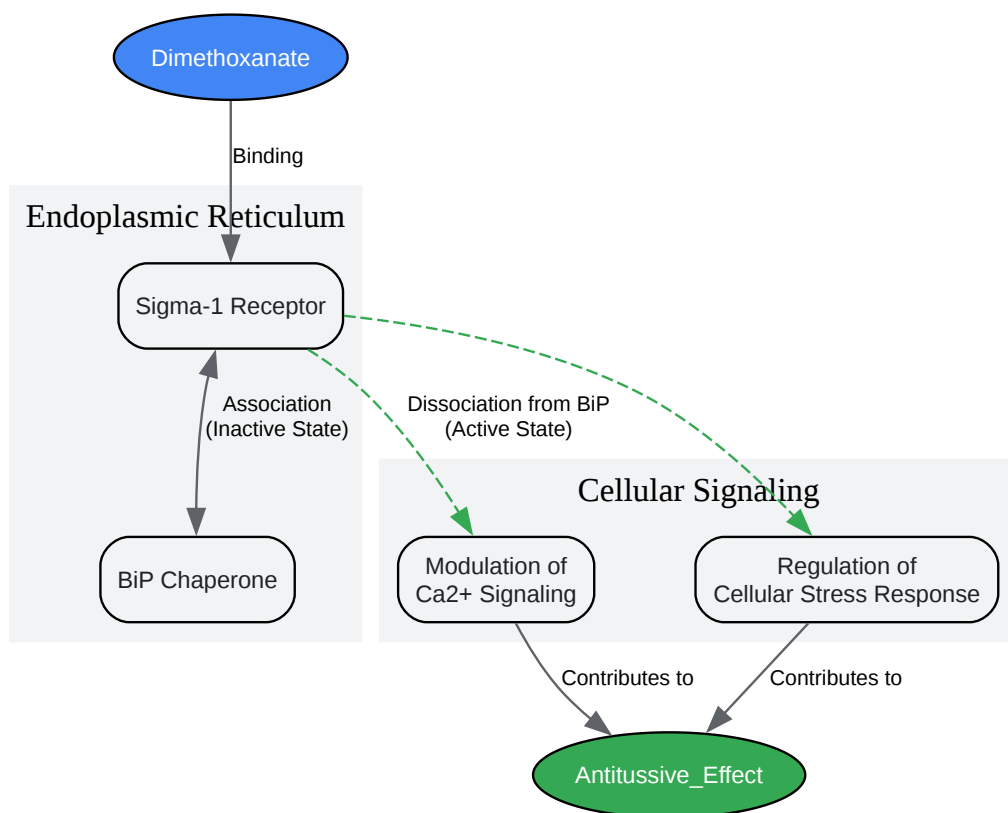 Dimethoxanate
Binding
Endoplasmic Reticulum
Sigma-1 Receptor
Association
(Inactive State)
Dissociation from BiP
(Active State)
Cellular Signaling
BiP Chaperone
Modulation of
Ca2+ Signaling
Regulation of
Cellular Stress Response
Contributes to
Contributes to
Antitussive_Effect